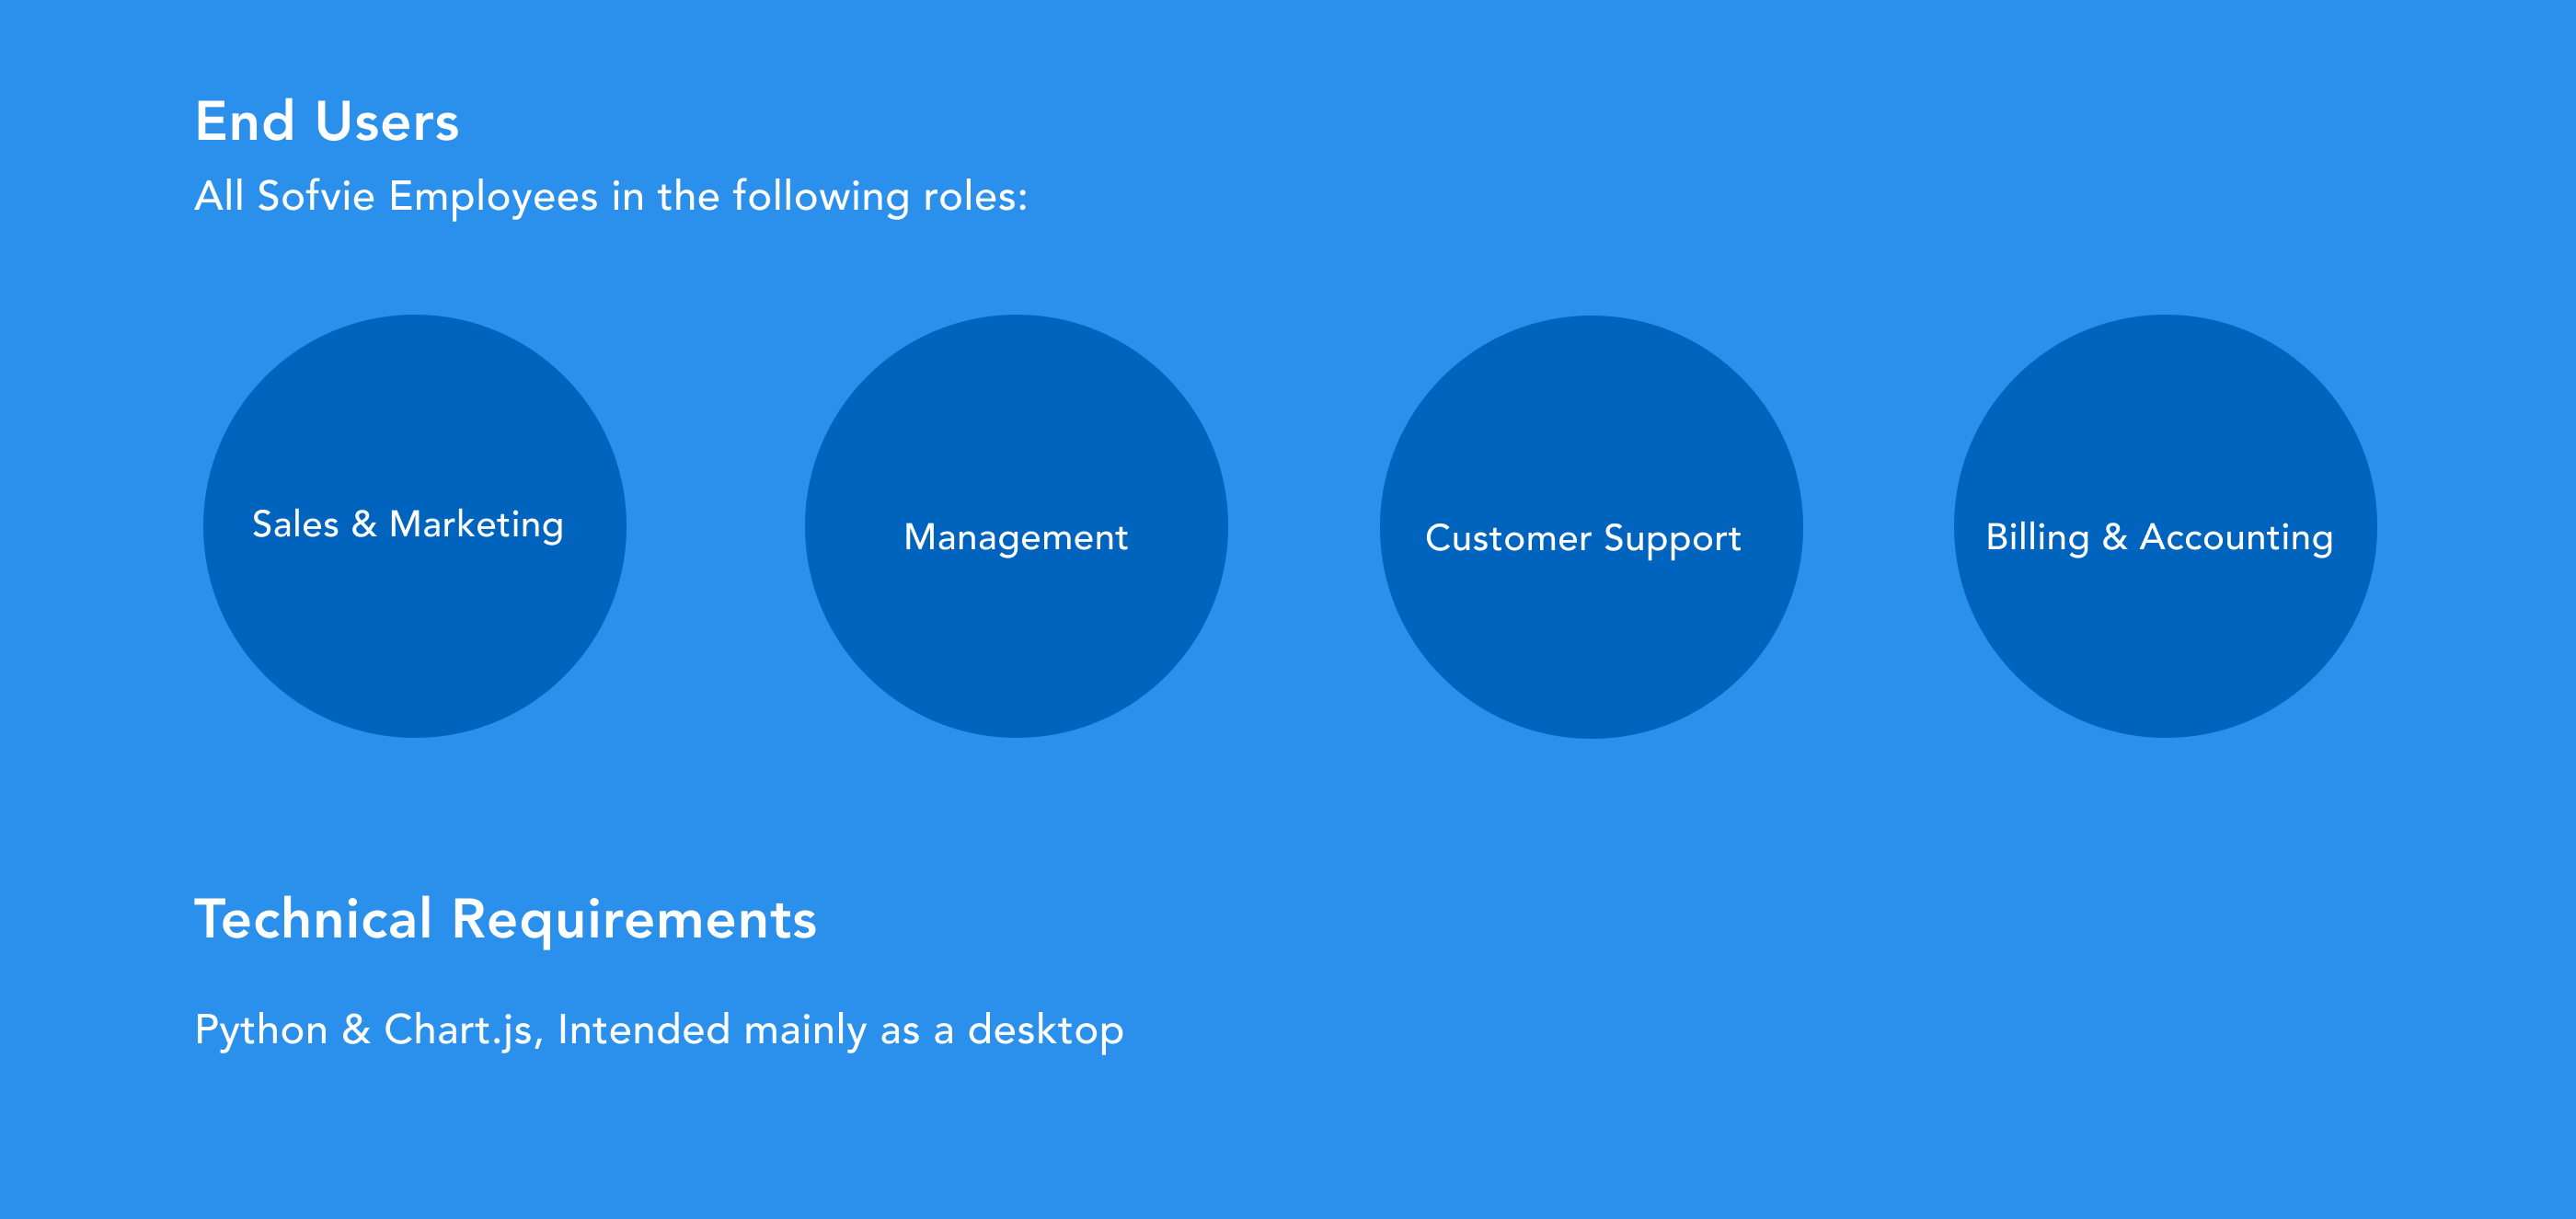 End Users
All Sofvie Employees in the following roles:
Sales & Marketing
Management
Customer Support
Billing & Accounting
Technical Requirements
Python & Chart.js, Intended mainly as a desktop